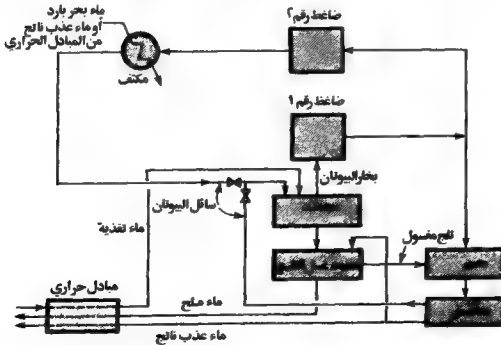 ماء بحر بارد
أو ماء عذب ناتج
من المبادل الحراري
مكثف
ضاغط رقم ٢
ضاغط رقم ١
بخار البيوتان
سائل البيوتان
ماء تغذية
ثلج مغسول
مبادل حراري
ماء ملح
ماء عذب ناتج